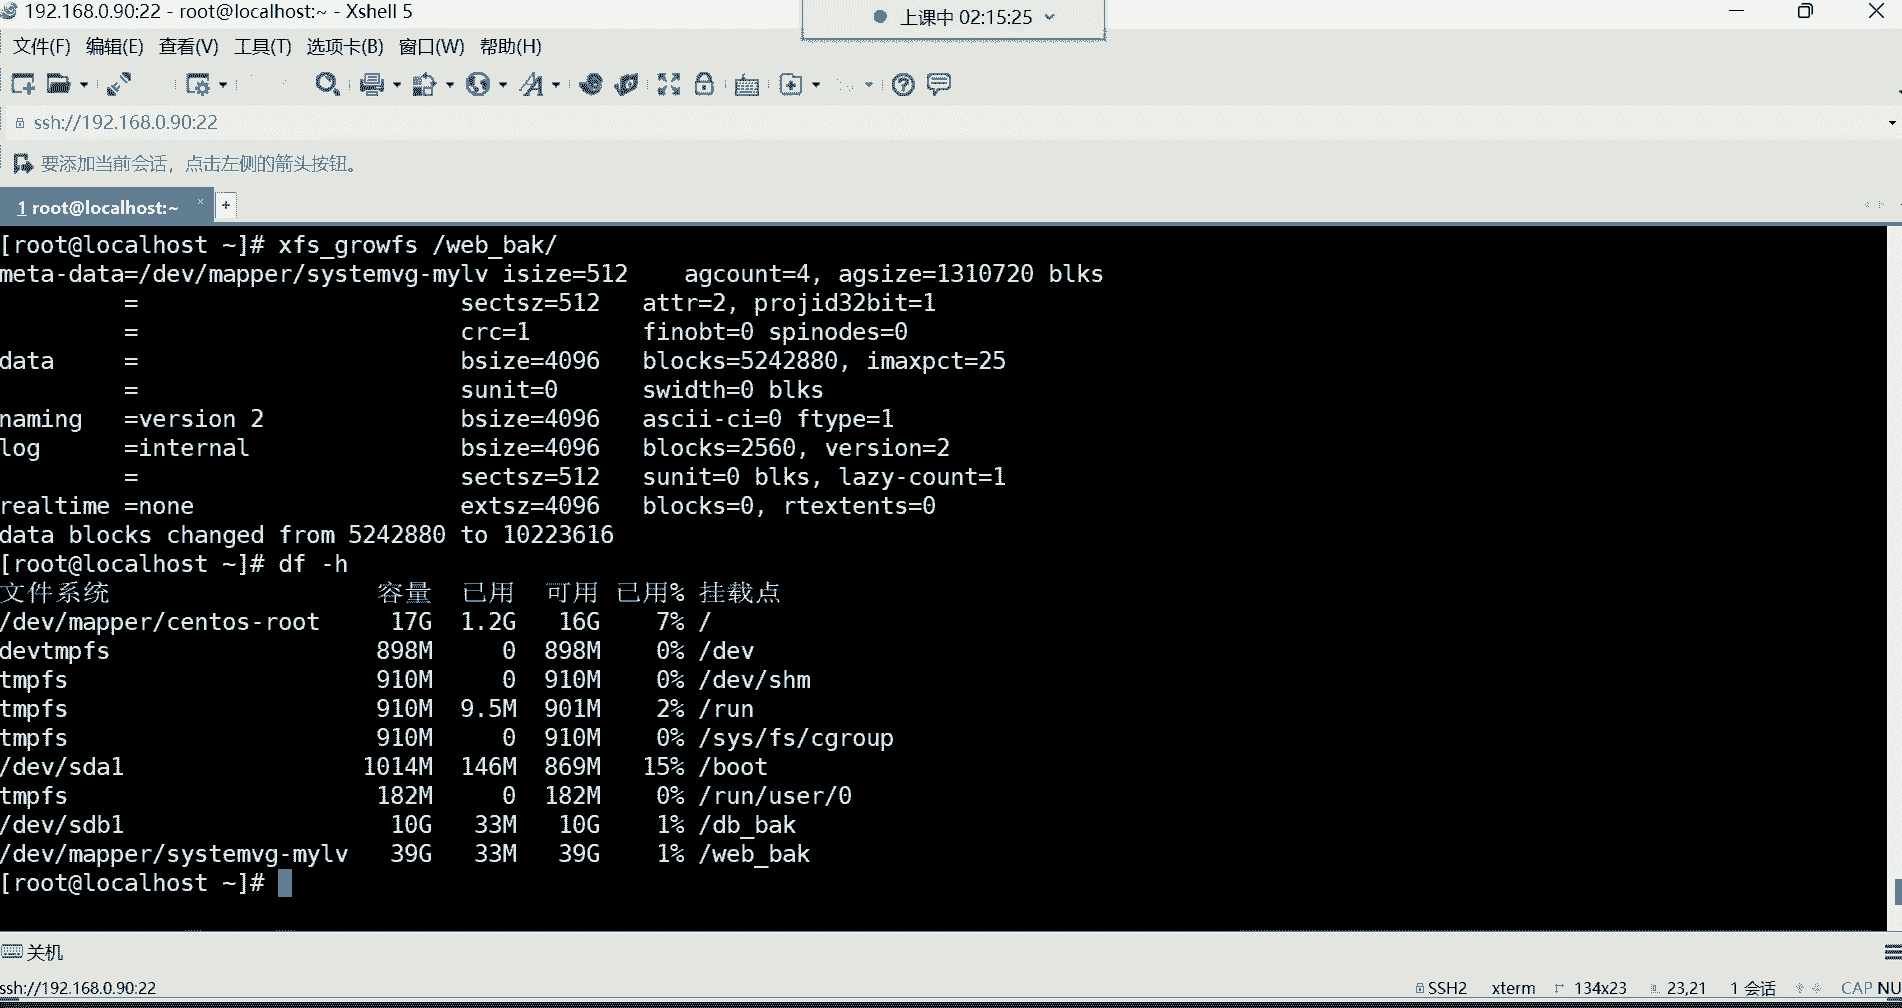 192.168.0.90:22 - root@localhost:~ - Xshell 5
上课中 02:15:25
文件(F) 编辑(E) 查看(V) 工具(T) 选项卡(B) 窗口(W) 帮助(H)
ssh://192.168.0.90:22
要添加当前会话，点击左侧的箭头按钮。
1 root@localhost:~ × +
[root@localhost ~]# xfs_growfs /web_bak/
meta-data=/dev/mapper/systemvg-mylv isize=512    agcount=4, agsize=1310720 blks
         =                       sectsz=512   attr=2, projid32bit=1
         =                       crc=1        finobt=0 spinodes=0
data     =                       bsize=4096   blocks=5242880, imaxpct=25
         =                       sunit=0      swidth=0 blks
naming   =version 2              bsize=4096   ascii-ci=0 ftype=1
log      =internal               bsize=4096   blocks=2560, version=2
         =                       sectsz=512   sunit=0 blks, lazy-count=1
realtime =none                   extsz=4096   blocks=0, rtextents=0
data blocks changed from 5242880 to 10223616
[root@localhost ~]# df -h
文件系统                   容量  已用  可用 已用% 挂载点
/dev/mapper/centos-root     17G  1.2G   16G    7% /
devtmpfs                   898M     0  898M    0% /dev
tmpfs                      910M     0  910M    0% /dev/shm
tmpfs                      910M  9.5M  901M    2% /run
tmpfs                      910M     0  910M    0% /sys/fs/cgroup
/dev/sda1                 1014M  146M  869M   15% /boot
tmpfs                      182M     0  182M    0% /run/user/0
/dev/sdb1                   10G   33M   10G    1% /db_bak
/dev/mapper/systemvg-mylv   39G   33M   39G    1% /web_bak
[root@localhost ~]#
关机
ssh://192.168.0.90:22 SSH2 xterm 134x23 23,21 1 会话 CAP NU